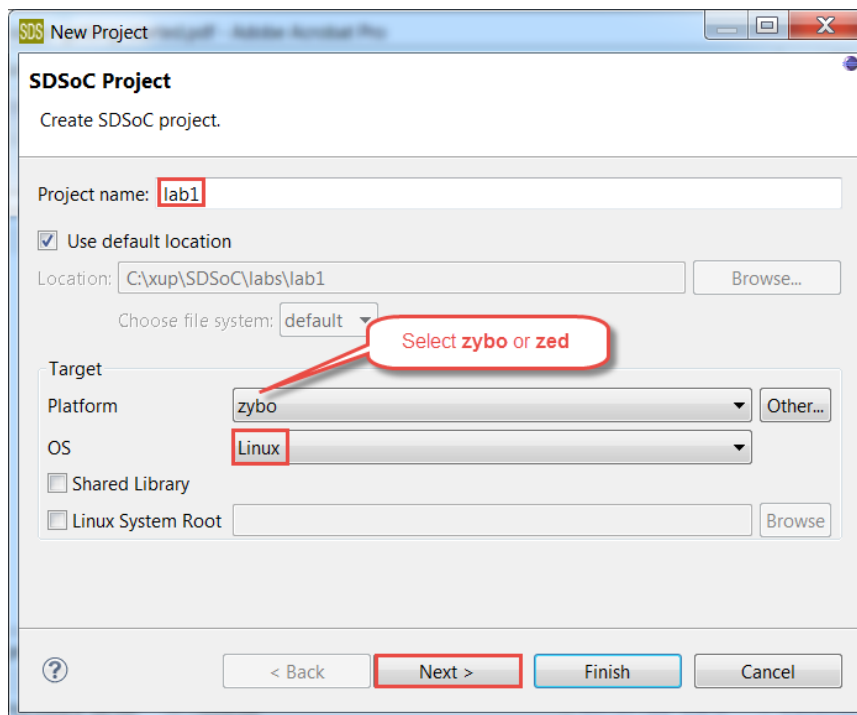 SDS New Project
SDSoC Project
Create SDSoC project.
Project name: lab1
Use default location
Location: C:\xup\SDSoC\labs\lab1 Browse...
Choose file system: default
Select zybo or zed
Target
Platform zybo Other...
OS Linux
Shared Library
Linux System Root Browse
? < Back Next > Finish Cancel